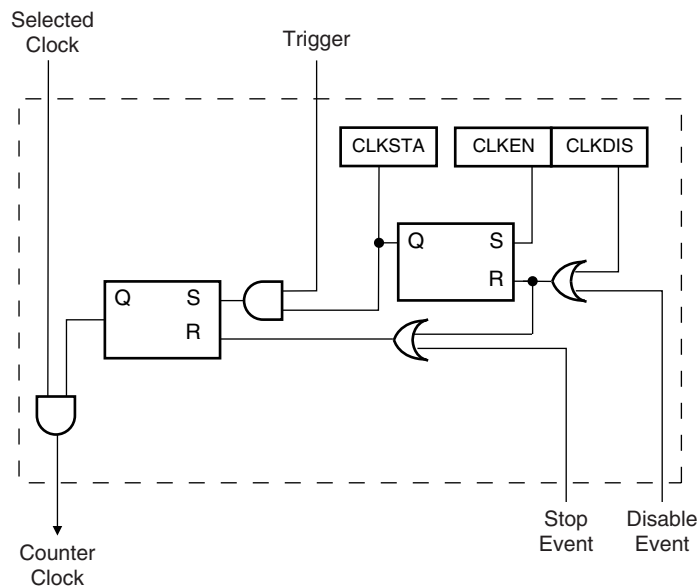 Selected
Clock
Trigger
CLKSTA
CLKEN
CLKDIS
Q
S
R
Q
S
R
Counter
Clock
Stop
Event
Disable
Event